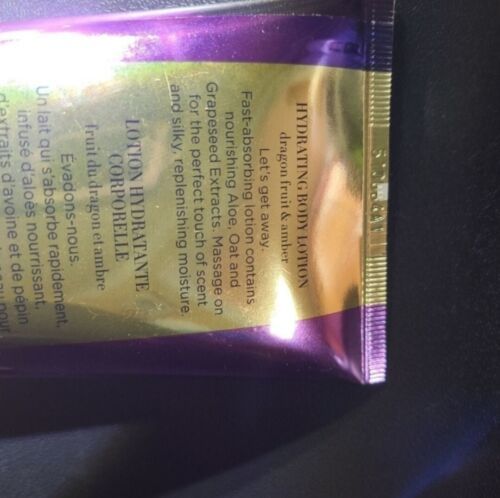 HYDRATING BODY LOTION
dragon fruit & amber
Let's get away.
Fast-absorbing lotion contains
nourishing Aloe, Oat and
Grapeseed Extracts. Massage on
for the perfect touch of scent
and silky, replenishing moisture.
LOTION HYDRATANTE
CORPORELLE
fruit du dragon et ambre
Évadons-nous.
Un lait qui s'absorbe rapidement,
infusé d'aloès nourrissant,
d'extraits d'avoine et de pépin